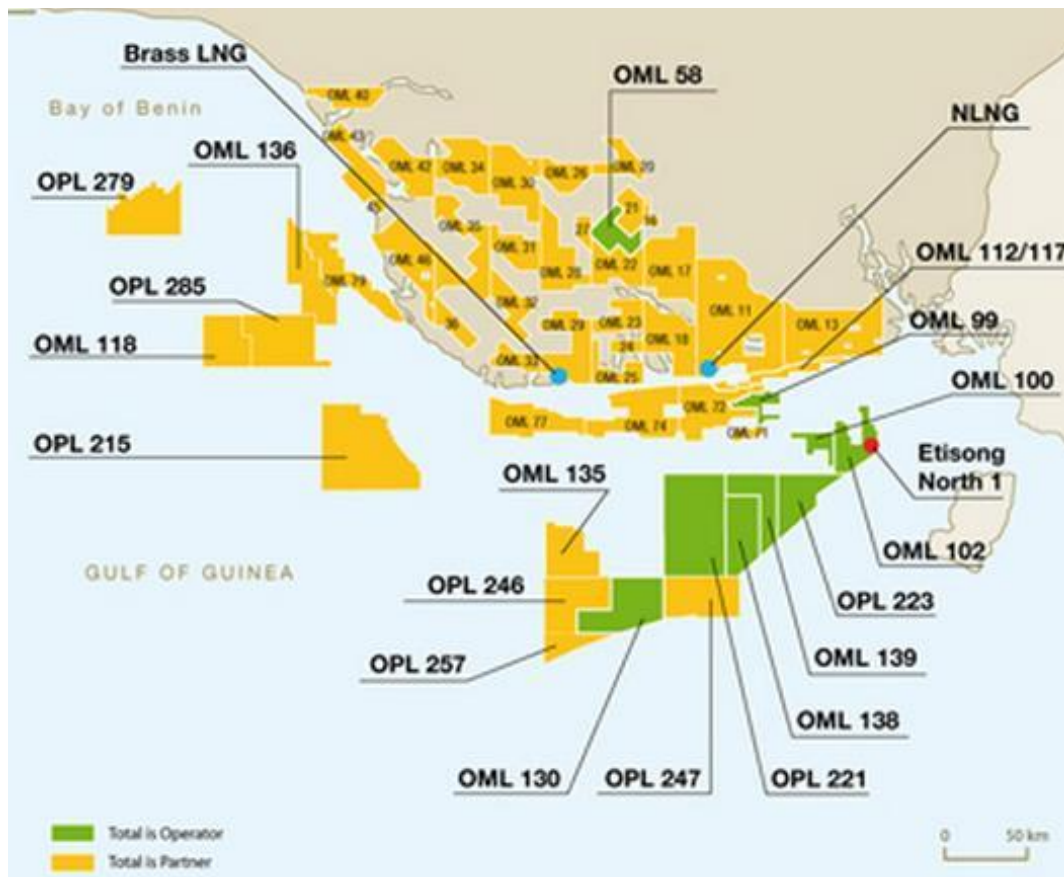 Brass LNG
OML 58
NLNG
OML 40
Bay of Benin
OML 43
OML 136
OML 42
OML 34
OML 26
OML 20
OML 30
OPL 279
45
21
16
OML 35
27
OML 46
OML 31
OML 28
OML 22
OML 17
OML 112/117
OML 79
OPL 285
OML 32
OML 11
OML 13
OML 99
36
OML 29
OML 23
OML 18
24
OML 118
OML 33
OML 25
OML 100
OML 77
OML 74
OML 72
OML 71
OPL 215
Etisong
North 1
OML 135
OML 102
GULF OF GUINEA
OPL 246
OPL 223
OPL 257
OML 139
OML 138
OML 130
OPL 247
OPL 221
Total is Operator
Total is Partner
0 50 km